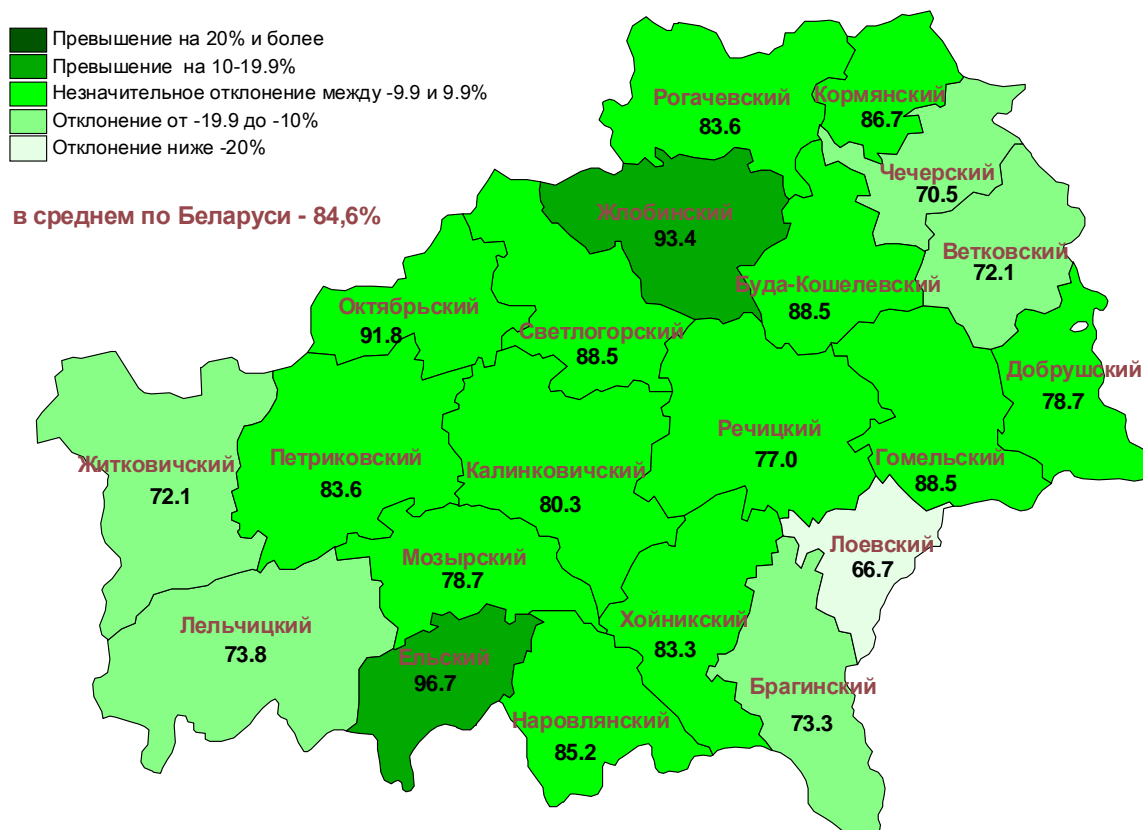 Превышение на 20% и более
Превышение на 10-19.9%
Незначительное отклонение между -9.9 и 9.9%
Отклонение от -19.9 до -10%
Отклонение ниже -20%
в среднем по Беларуси - 84,6%
Рогачевский
83.6
Кормянский
86.7
Чечерский
70.5
Жлобинский
93.4
Ветковский
72.1
Буда-Кошелевский
88.5
Октябрьский
91.8
Светлогорский
88.5
Добрушский
78.7
Житковичский
72.1
Петриковский
83.6
Калинковичский
80.3
Речицкий
77.0
Гомельский
88.5
Лоевский
66.7
Мозырский
78.7
Лельчицкий
73.8
Ельский
96.7
Хойникский
83.3
Наровлянский
85.2
Брагинский
73.3